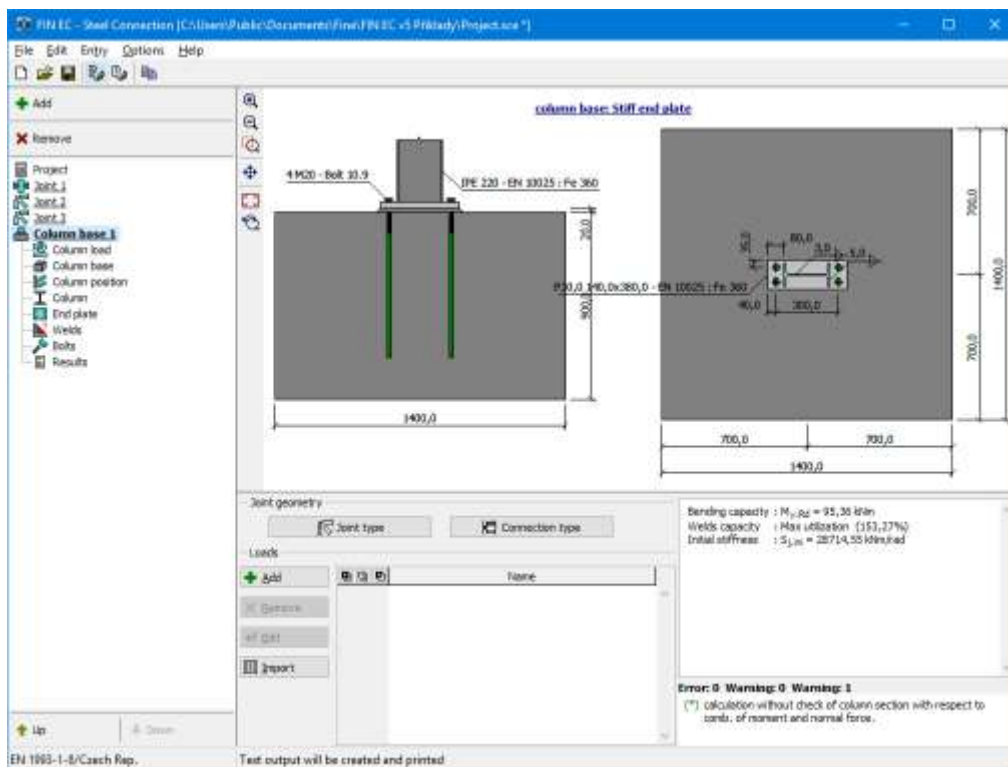 FIN EC - Steel Connection [C:\Users\Public\Documents\Fine\FIN EC v5 Příklady\Project.sce *]
File Edit Entry Options Help
Add
Remove
Project
Joint 1
Joint 2
Joint 3
Column base 1
Column load
Column base
Column position
Column
End plate
Welds
Bolts
Results
Up
Down
column base: Stiff end plate
4 M20 - Bolt 10.9
IPE 220 - EN 10025 : Fe 360
20,0
900,0
1400,0
35,0
80,0
3,0
5,0
P20,0 140,0x380,0 - EN 10025 : Fe 360
40,0
300,0
700,0
700,0
1400,0
700,0
700,0
1400,0
Joint geometry
Joint type
Connection type
Loads
Add
Remove
Edit
Import
Name
Bending capacity : My,Rd = 95,36 kNm
Welds capacity : Max utilization (153,27%)
Initial stiffness : Sj,ini = 28714,55 kNm/rad
Error: 0 Warning: 0 Warning: 1
(*) calculation without check of column section with respect to
comb. of moment and normal force.
EN 1993-1-8/Czech Rep.
Text output will be created and printed